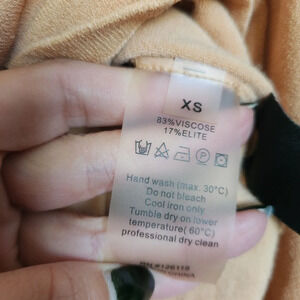 XS
83%VISCOSE
17%ELITE
Hand wash (max. 30°C)
Do not bleach
Cool iron only
Tumble dry on lower
temperature( 60°C)
professional dry clean